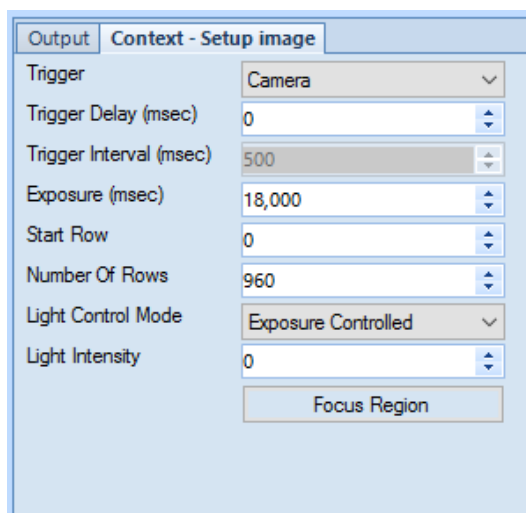 Output Context - Setup image
Trigger Camera
Trigger Delay (msec) 0
Trigger Interval (msec) 500
Exposure (msec) 18,000
Start Row 0
Number Of Rows 960
Light Control Mode Exposure Controlled
Light Intensity 0
Focus Region